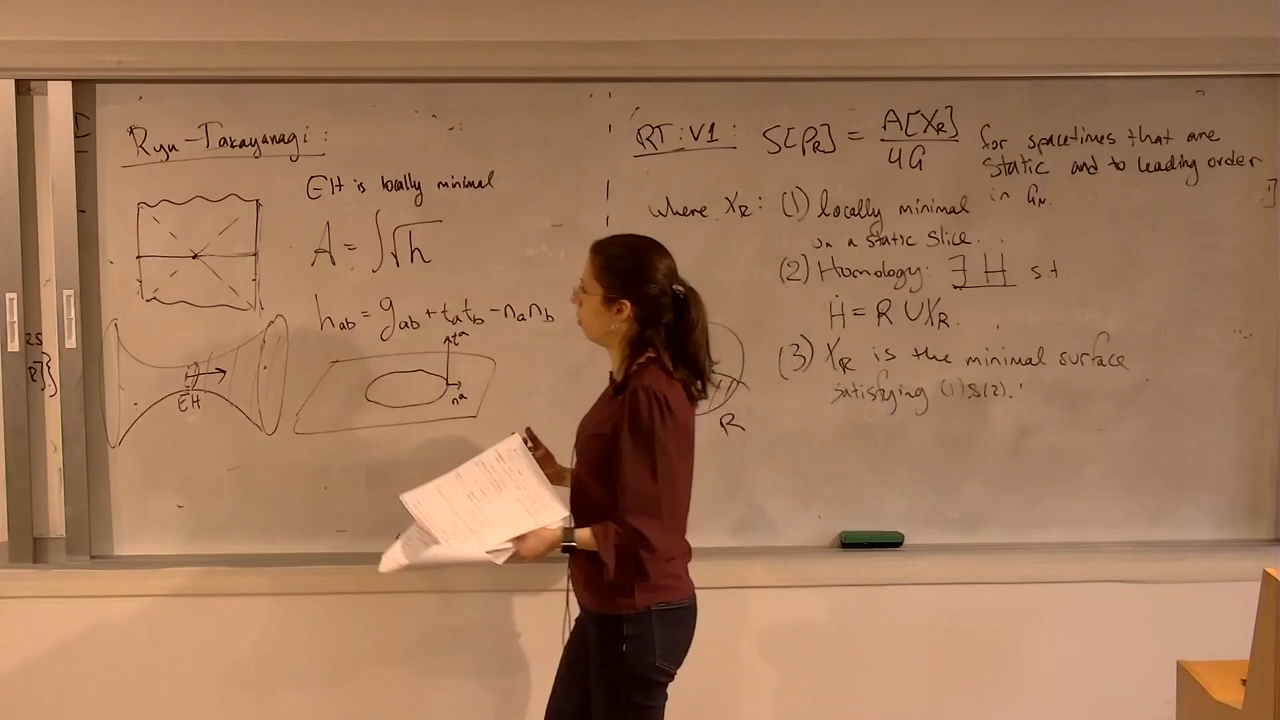 Ryu-Takayanagi:
EH is locally minimal
A = ∫√h
h_ab = g_ab + t_a t_b - n_a n_b
t^a
n^a
EH
RT:V1: S[ρ_R] = A[X_R] / 4G for spacetimes that are
static and to leading order
in G_N.
where X_R: (1) locally minimal
on a static slice.
(2) Homology: ∃ H s.t
Ḣ = R ∪ X_R.
(3) X_R is the minimal surface
satisfying (1)&(2).
R